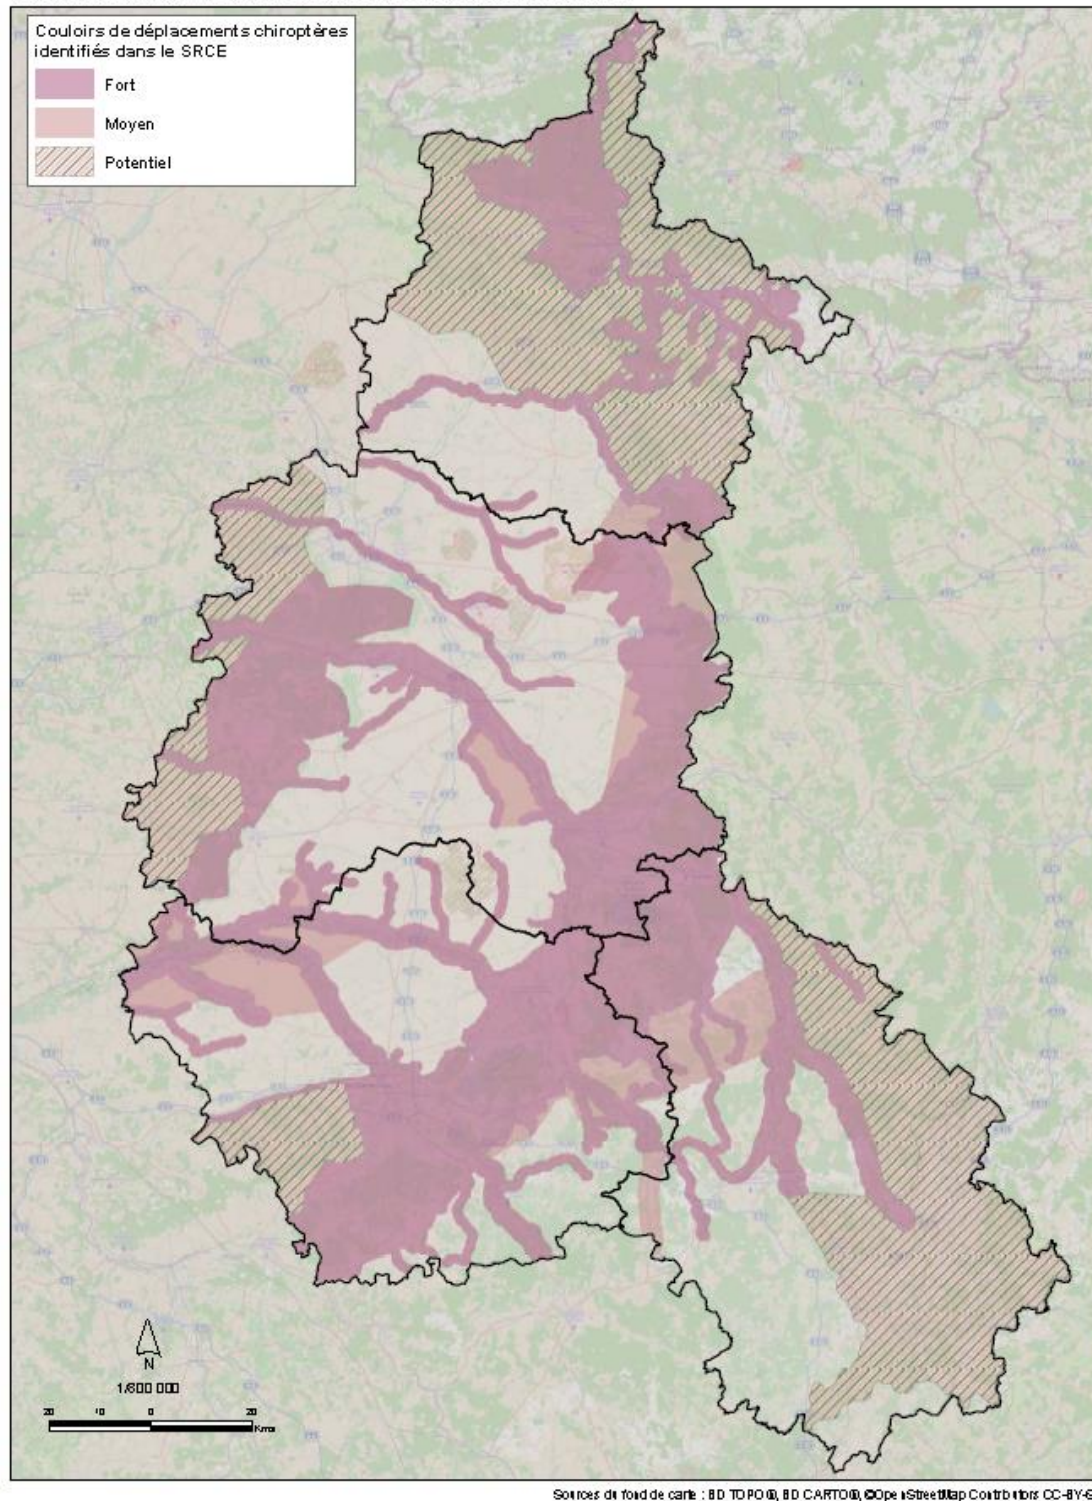 Couloirs de déplacements chiroptères
identifiés dans le SRCE
Fort
Moyen
Potentiel
N
1/600 000
20 10 0 20
Kms
Sources du fond de carte : BD TOPO®, BD CARTO®, ©OpenStreetMap Contributors CC-BY-S